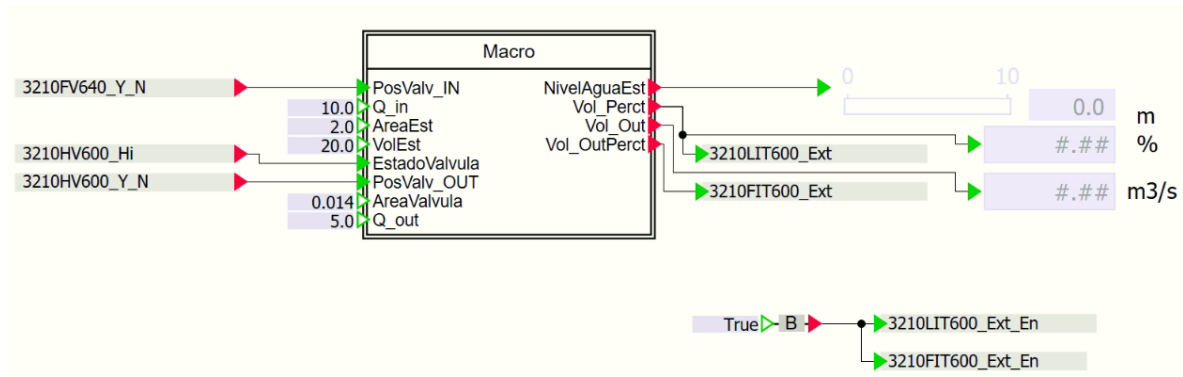 Macro
3210FV640_Y_N
PosValv_IN
NivelAguaEst
0
10
0.0
m
10.0
Q_in
Vol_Perct
2.0
AreaEst
Vol_Out
#.##
%
20.0
VolEst
Vol_OutPerct
3210HV600_Hi
EstadoValvula
3210LIT600_Ext
3210HV600_Y_N
PosValv_OUT
3210FIT600_Ext
#.##
m3/s
0.014
AreaValvula
5.0
Q_out
True
B
3210LIT600_Ext_En
3210FIT600_Ext_En